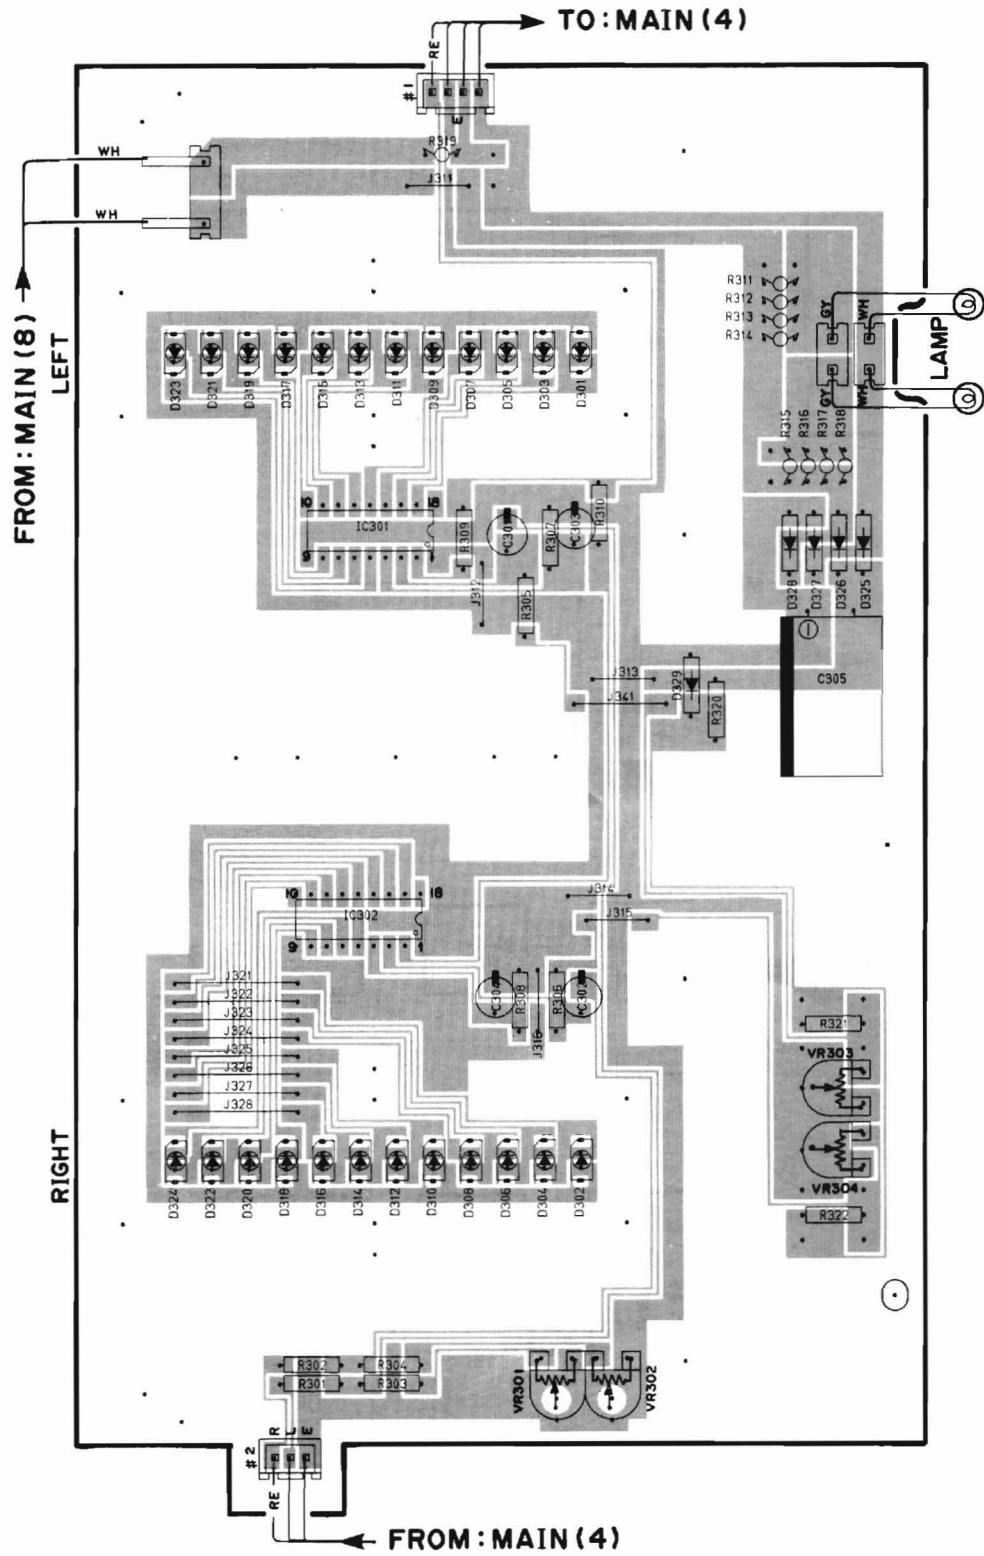 TO : MAIN (4)
RE
#1
E
R319
WH
J311
WH
FROM : MAIN (8)
LEFT
R311
R312
R313
R314
GY
WH
LAMP
GY
WH
D323
D321
D319
D317
D315
D313
D311
D309
D307
D305
D303
D301
R315
R316
R317
R318
10
18
IC301
9
R309
C301
R307
C303
R310
J312
R305
D328
D327
D326
D325
J313
J341
D329
R320
C305
10
18
IC302
9
J314
J315
J321
J322
J323
J324
J325
J326
J327
J328
C304
R308
J316
R306
C302
R321
VR303
VR304
R322
RIGHT
D324
D322
D320
D318
D316
D314
D312
D310
D308
D306
D304
D302
R302
R304
R301
R303
VR301
VR302
#2
R
L
E
RE
FROM : MAIN (4)